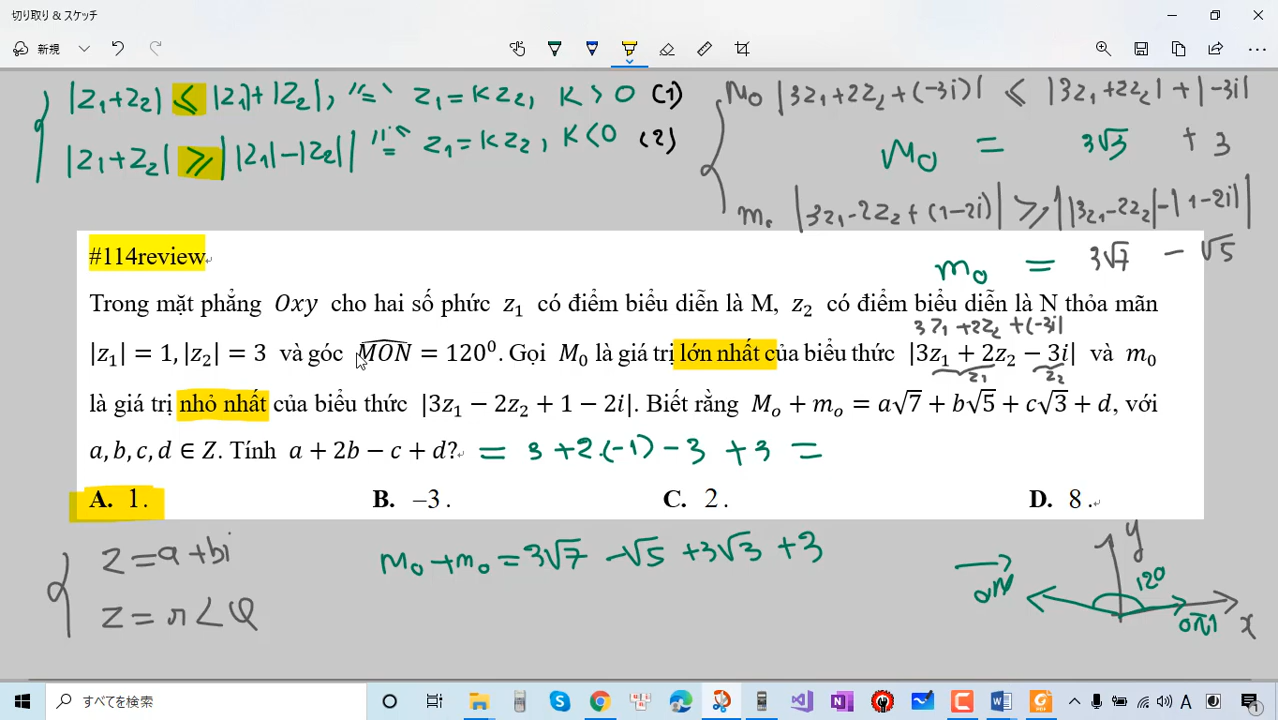 切り取り & スケッチ
新規
|z₁+z₂| ≤ |z₁|+|z₂|, "=" z₁ = kz₂, k > 0 (1)
|z₁+z₂| ≥ ||z₁|-|z₂|| "=" z₁ = kz₂, k<0 (2)
M₀ |3z₁+2z₂+(-3i)| ≤ |3z₁+2z₂|+|-3i|
M₀ = 3√3 + 3
m₀ |3z₁-2z₂+(1-2i)| ≥ ||3z₁-2z₂|-|1-2i||
m₀ = 3√7 - √5
#114review
Trong mặt phẳng Oxy cho hai số phức z₁ có điểm biểu diễn là M, z₂ có điểm biểu diễn là N thỏa mãn
3z₁+2z₂+(-3i|
|z₁| = 1, |z₂| = 3 và góc MON = 120⁰. Gọi M₀ là giá trị lớn nhất của biểu thức |3z₁ + 2z₂ − 3i| và m₀
z₁ z₂
là giá trị nhỏ nhất của biểu thức |3z₁ − 2z₂ + 1 − 2i|. Biết rằng Mₒ + mₒ = a√7 + b√5 + c√3 + d, với
a, b, c, d ∈ Z. Tính a + 2b − c + d? = 3 +2.(-1) - 3 + 3 =
A. 1. B. −3. C. 2. D. 8.
z = a + bi
z = r∠φ
M₀+m₀ = 3√7 -√5 +3√3 +3
y
120
ON
OM
x
すべてを検索
A